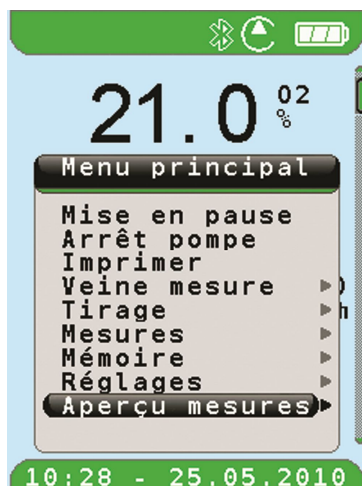 21.0 O2
%
Menu principal
Mise en pause
Arrêt pompe
Imprimer
Veine mesure
Tirage
Mesures
Mémoire
Réglages
Aperçu mesures
10:28 - 25.05.2010